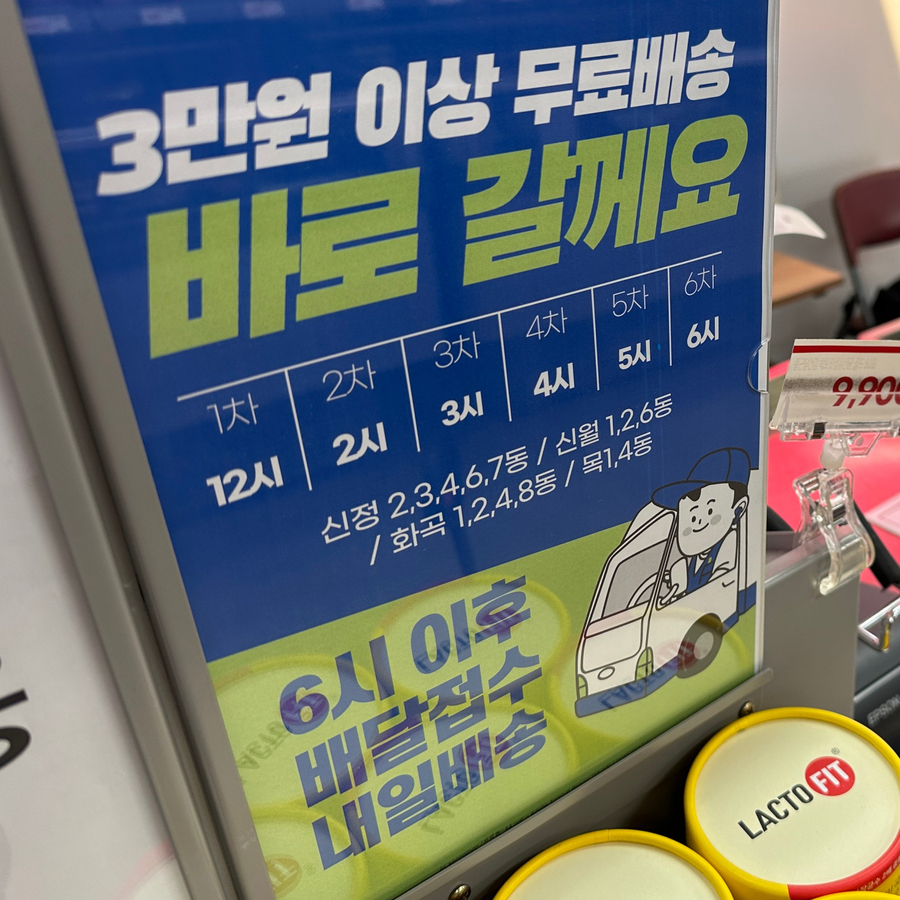 3만원 이상 무료배송
바로 갈께요
1차 2차 3차 4차 5차 6차
12시 2시 3시 4시 5시 6시
신정 2,3,4,6,7동 / 신월 1,2,6동
/ 화곡 1,2,4,8동 / 목1,4동
6시 이후
배달접수
내일배송
9,90
EPSON
LACTO FIT